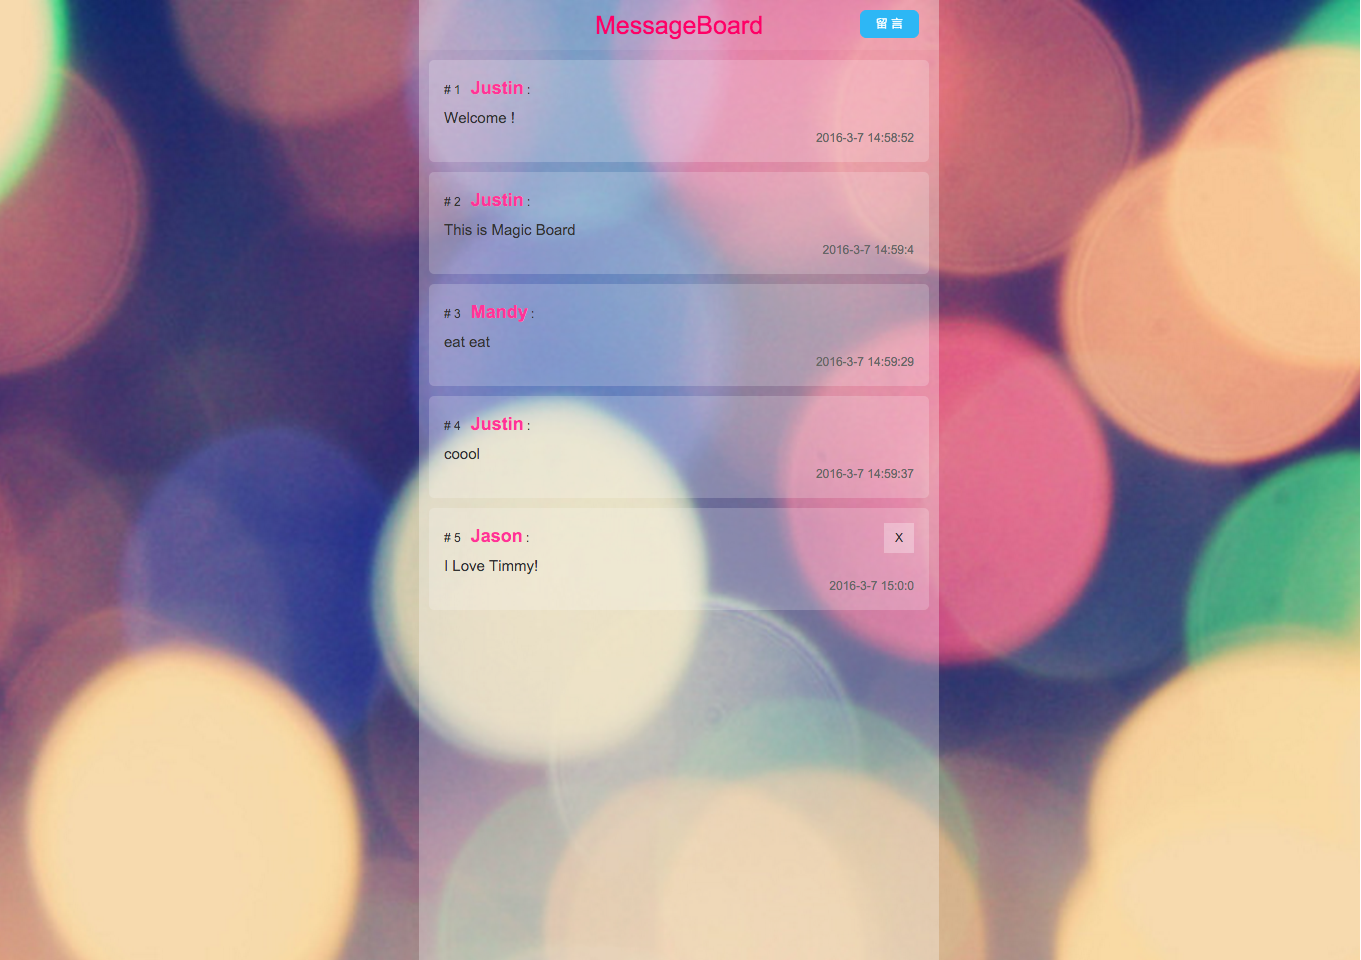 MessageBoard
留 言
# 1 Justin :
Welcome !
2016-3-7 14:58:52
# 2 Justin :
This is Magic Board
2016-3-7 14:59:4
# 3 Mandy :
eat eat
2016-3-7 14:59:29
# 4 Justin :
coool
2016-3-7 14:59:37
# 5 Jason :
X
I Love Timmy!
2016-3-7 15:0:0